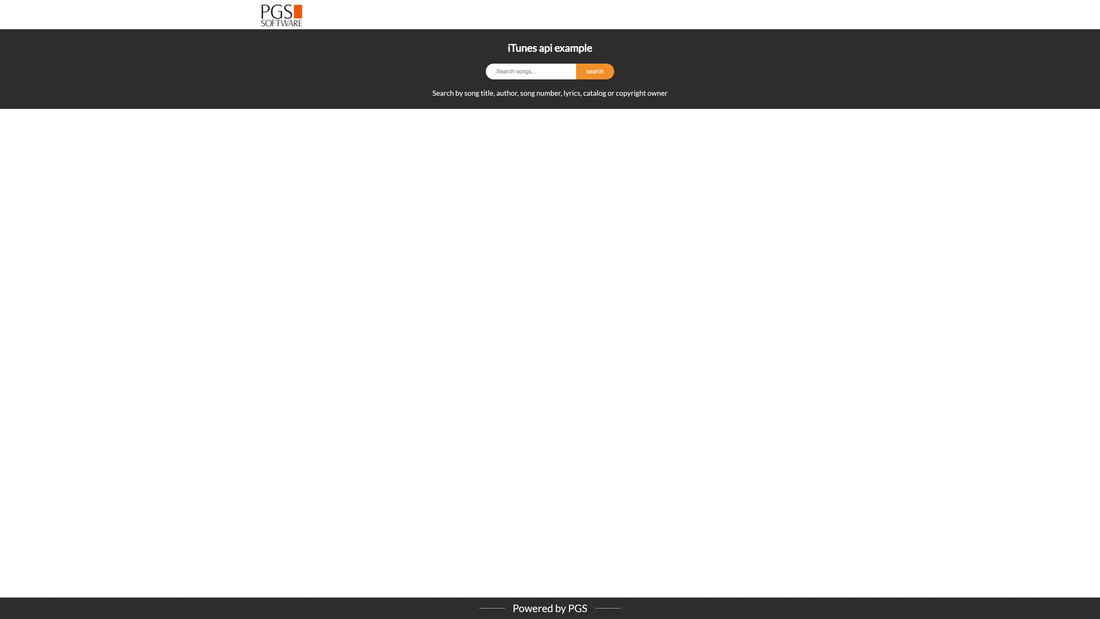 PGS
SOFTWARE
iTunes api example
Search songs...
search
Search by song title, author, song number, lyrics, catalog or copyright owner
Powered by PGS